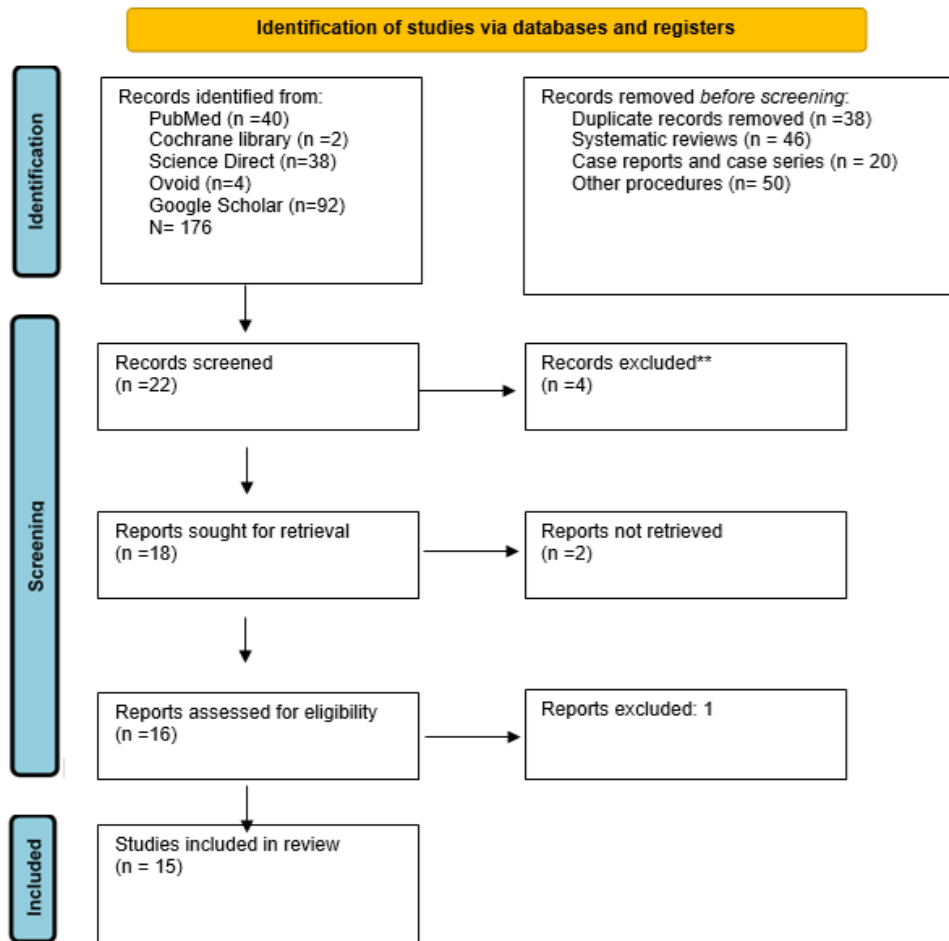 Identification of studies via databases and registers
Identification
Records identified from:
PubMed (n =40)
Cochrane library (n =2)
Science Direct (n=38)
Ovoid (n=4)
Google Scholar (n=92)
N= 176
Records removed before screening:
Duplicate records removed (n =38)
Systematic reviews (n = 46)
Case reports and case series (n = 20)
Other procedures (n= 50)
Screening
Records screened
(n =22)
Records excluded**
(n =4)
Reports sought for retrieval
(n =18)
Reports not retrieved
(n =2)
Reports assessed for eligibility
(n =16)
Reports excluded: 1
Included
Studies included in review
(n = 15)